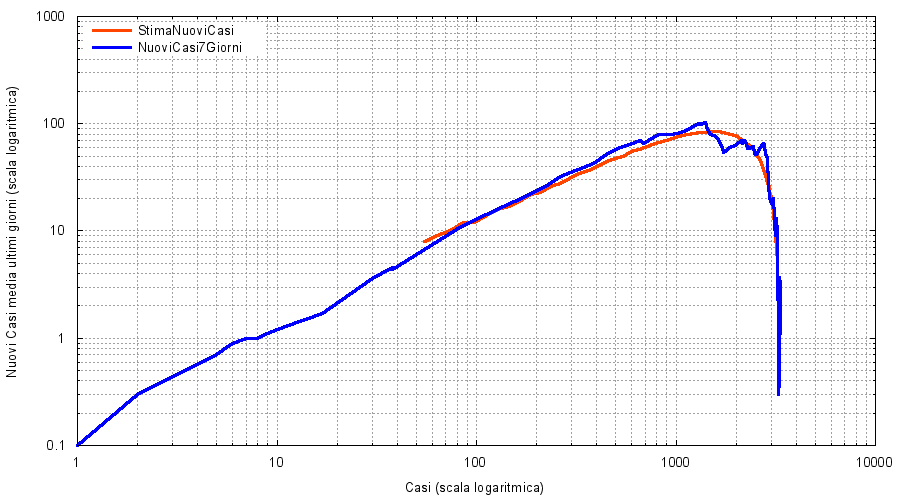 1000
StimaNuoviCasi
NuoviCasi7Giorni
100
10
1
0.1
Nuovi Casi media ultimi giorni (scala logaritmica)
1
10
100
1000
10000
Casi (scala logaritmica)